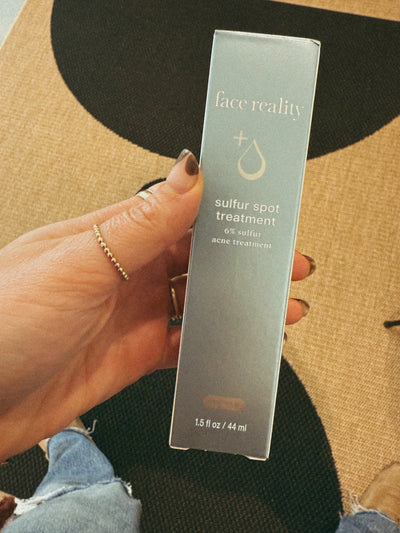 face reality
sulfur spot
treatment
6% sulfur
acne treatment
1.5 fl oz / 44 ml